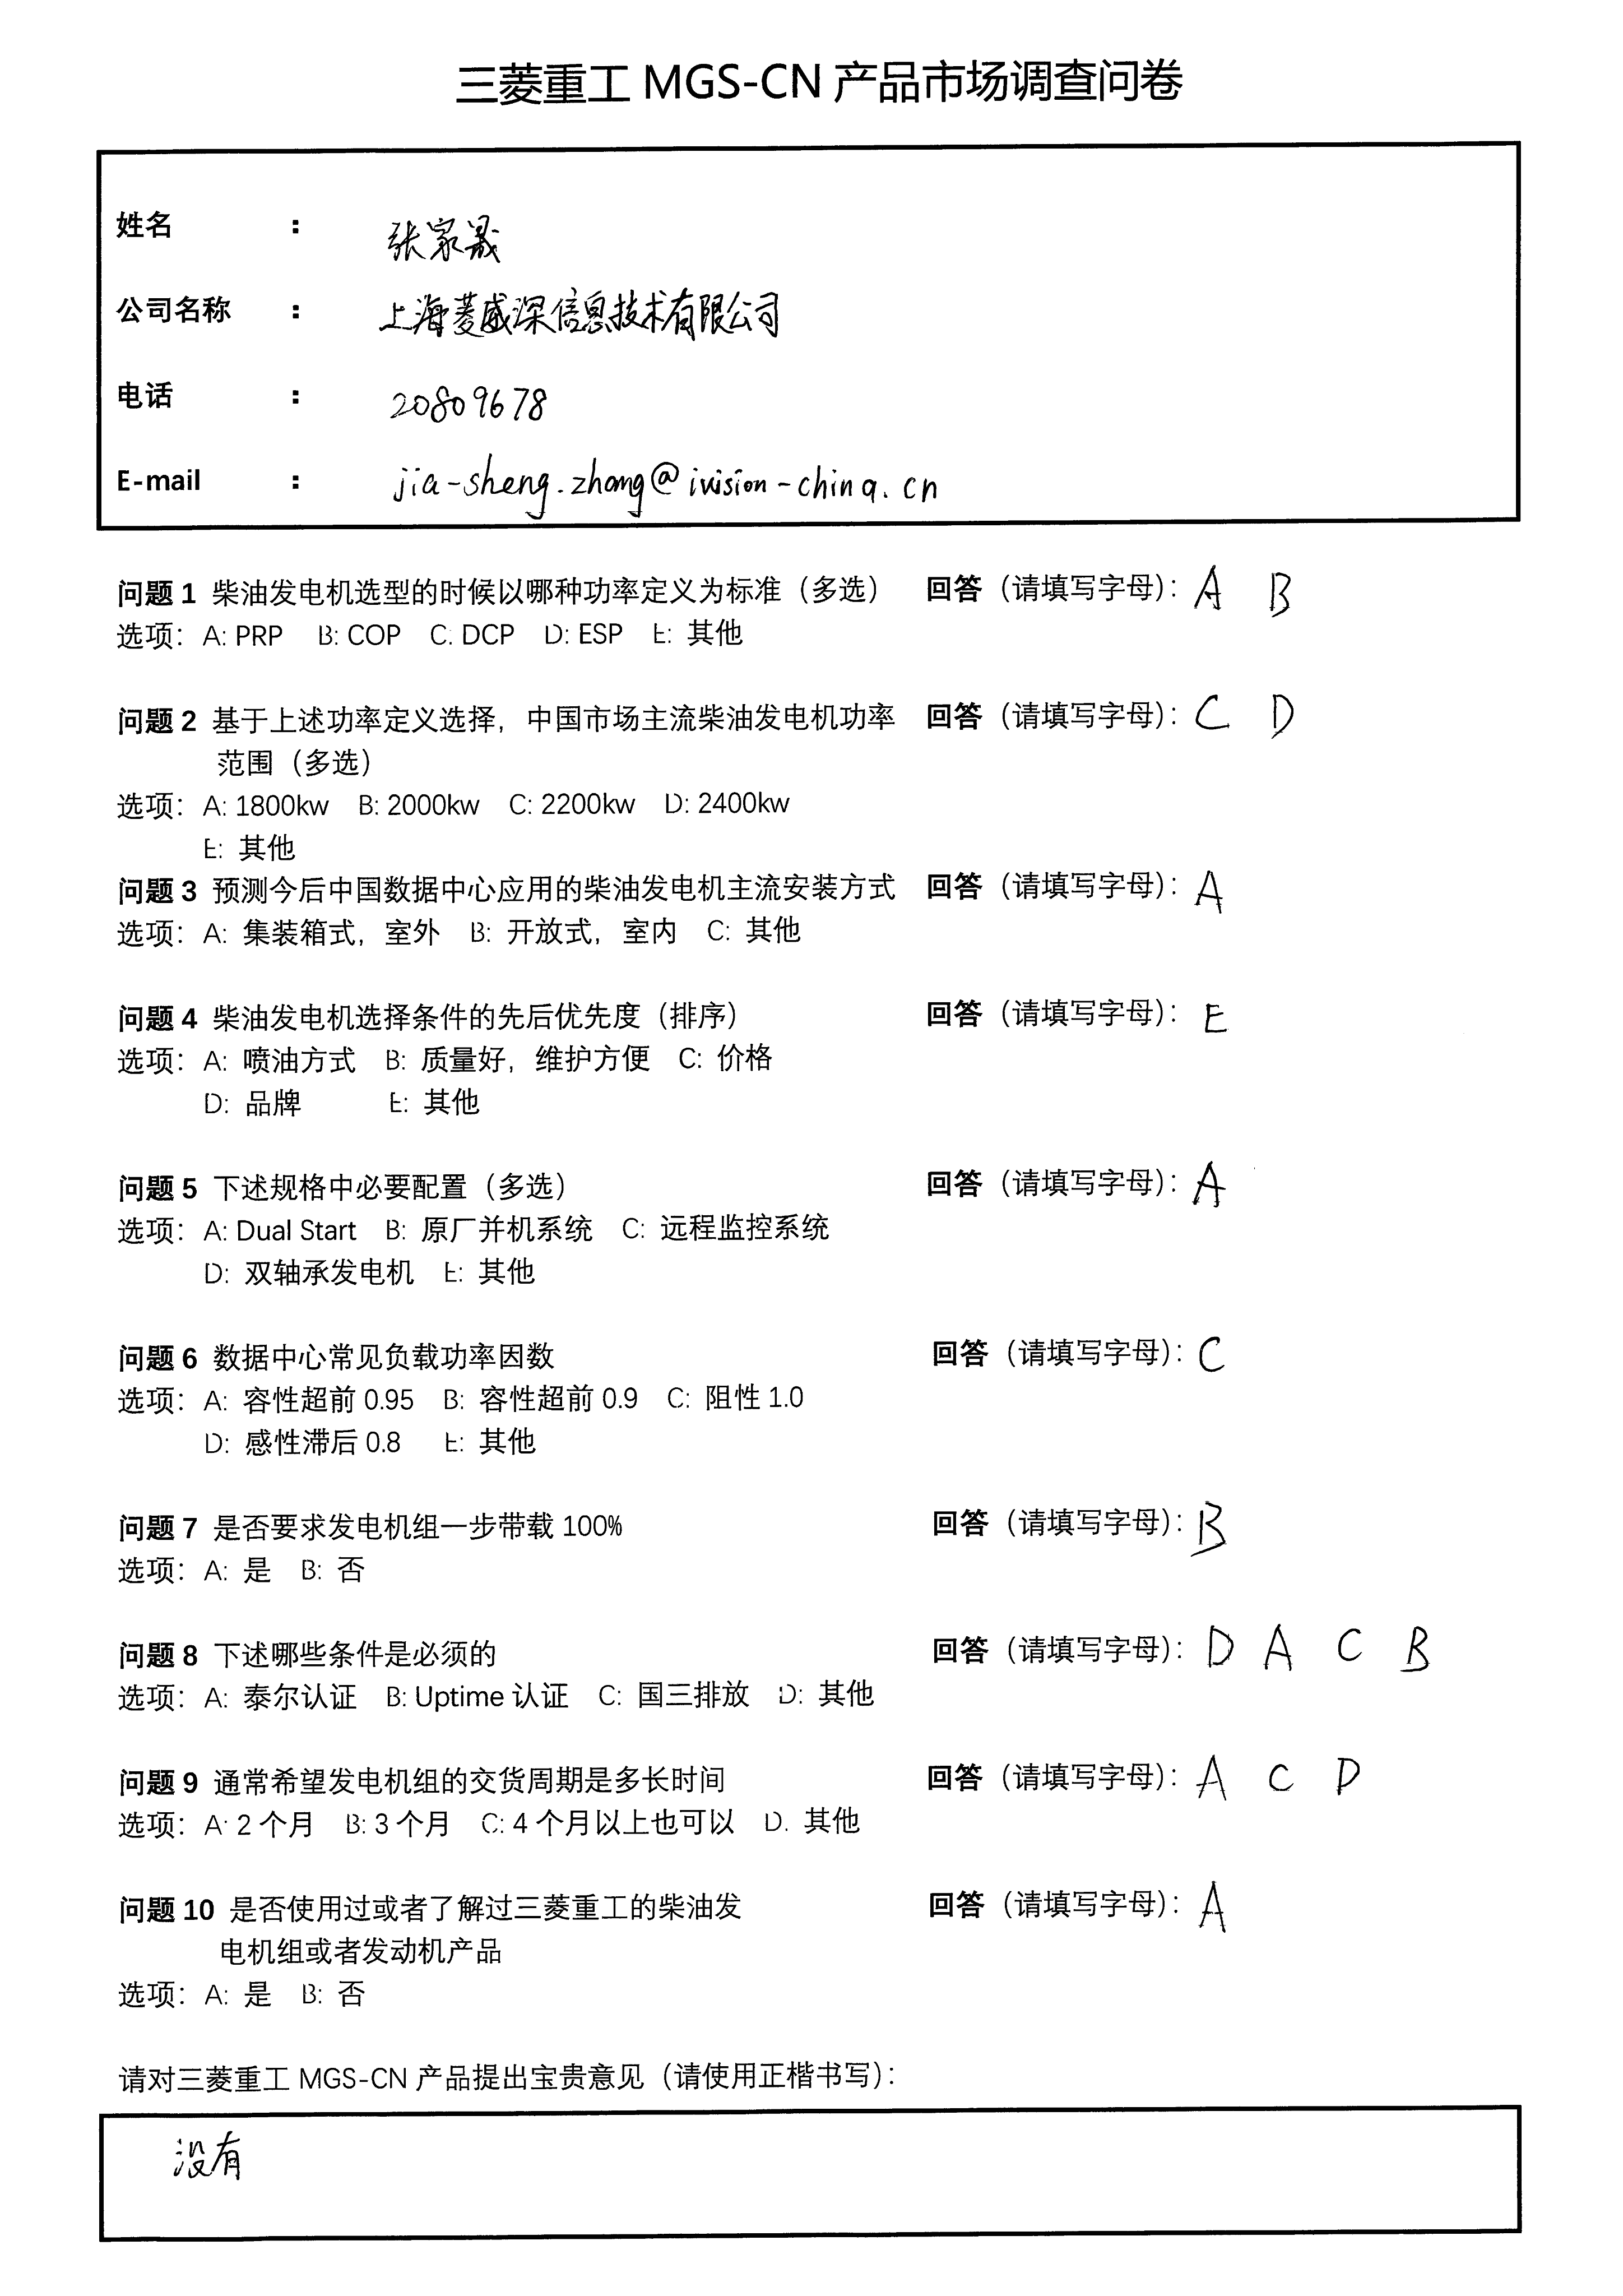 三菱重工 MGS-CN 产品市场调查问卷
姓名 : 张家晟
公司名称 : 上海菱威深信息技术有限公司
电话 : 20809678
E-mail : jia-sheng.zhang@ivision-china.cn
问题 1 柴油发电机选型的时候以哪种功率定义为标准（多选） 回答（请填写字母）: A B
选项: A: PRP B: COP C: DCP D: ESP E: 其他
问题 2 基于上述功率定义选择，中国市场主流柴油发电机功率 回答（请填写字母）: C D
范围（多选）
选项: A: 1800kw B: 2000kw C: 2200kw D: 2400kw
E: 其他
问题 3 预测今后中国数据中心应用的柴油发电机主流安装方式 回答（请填写字母）: A
选项: A: 集装箱式，室外 B: 开放式，室内 C: 其他
问题 4 柴油发电机选择条件的先后优先度（排序） 回答（请填写字母）: E
选项: A: 喷油方式 B: 质量好，维护方便 C: 价格
D: 品牌 E: 其他
问题 5 下述规格中必要配置（多选） 回答（请填写字母）: A
选项: A: Dual Start B: 原厂并机系统 C: 远程监控系统
D: 双轴承发电机 E: 其他
问题 6 数据中心常见负载功率因数 回答（请填写字母）: C
选项: A: 容性超前 0.95 B: 容性超前 0.9 C: 阻性 1.0
D: 感性滞后 0.8 E: 其他
问题 7 是否要求发电机组一步带载 100% 回答（请填写字母）: B
选项: A: 是 B: 否
问题 8 下述哪些条件是必须的 回答（请填写字母）: D A C B
选项: A: 泰尔认证 B: Uptime 认证 C: 国三排放 D: 其他
问题 9 通常希望发电机组的交货周期是多长时间 回答（请填写字母）: A C D
选项: A: 2 个月 B: 3 个月 C: 4 个月以上也可以 D. 其他
问题 10 是否使用过或者了解过三菱重工的柴油发 回答（请填写字母）: A
电机组或者发动机产品
选项: A: 是 B: 否
请对三菱重工 MGS-CN 产品提出宝贵意见（请使用正楷书写）:
没有